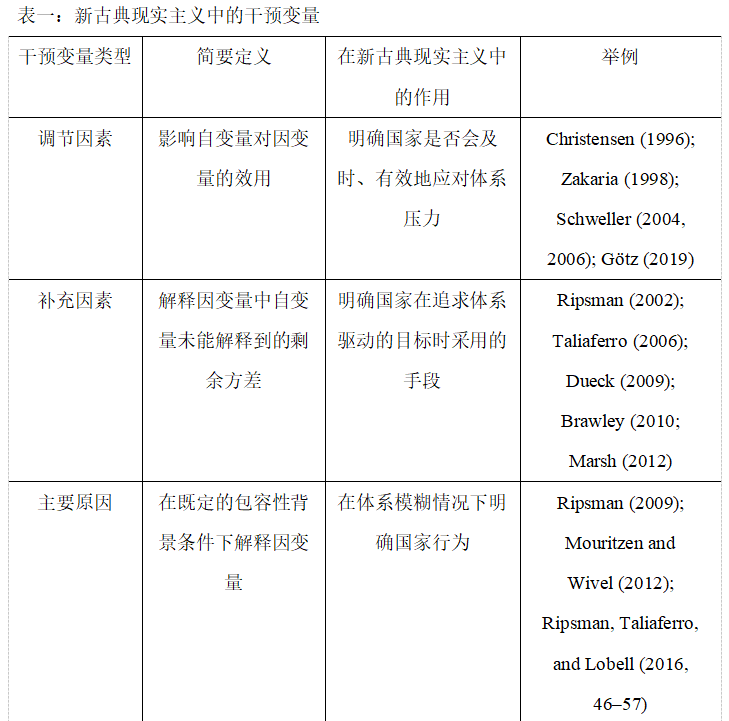 表一：新古典现实主义中的干预变量
干预变量类型
简要定义
在新古典现实主义中
的作用
举例
调节因素
影响自变量对因变
量的效用
明确国家是否会及
时、有效地应对体系
压力
Christensen (1996);
Zakaria (1998);
Schweller (2004,
2006); Götz (2019)
补充因素
解释因变量中自变
量未能解释到的剩
余方差
明确国家在追求体系
驱动的目标时采用的
手段
Ripsman (2002);
Taliaferro (2006);
Dueck (2009);
Brawley (2010;
Marsh (2012)
主要原因
在既定的包容性背
景条件下解释因变
量
在体系模糊情况下明
确国家行为
Ripsman (2009);
Mouritzen and
Wivel (2012);
Ripsman, Taliaferro,
and Lobell (2016,
46–57)